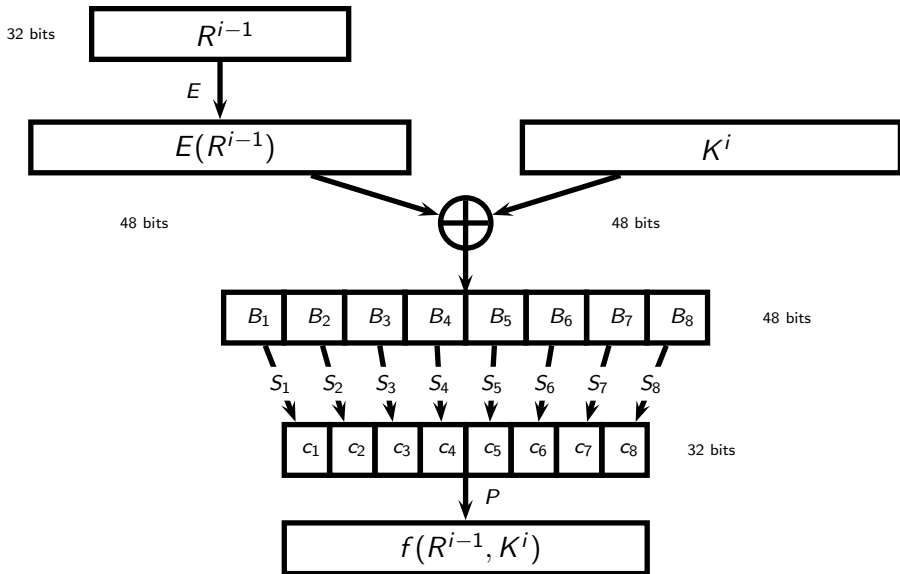 32 bits
R^{i−1}
E
E(R^{i−1})
K^i
48 bits
48 bits
B_1 B_2 B_3 B_4 B_5 B_6 B_7 B_8
48 bits
S_1 S_2 S_3 S_4 S_5 S_6 S_7 S_8
c_1 c_2 c_3 c_4 c_5 c_6 c_7 c_8
32 bits
P
f(R^{i−1}, K^i)